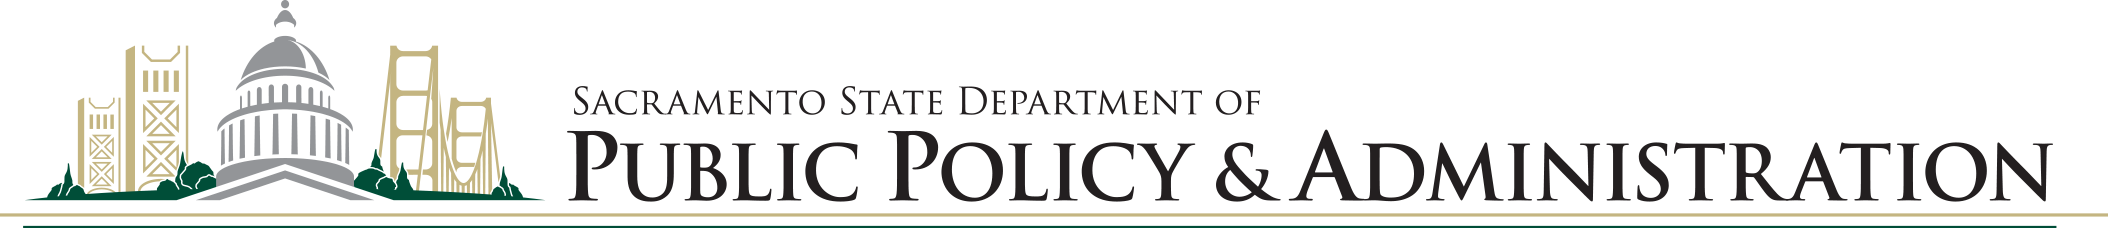 Sacramento State Department of
Public Policy & Administration